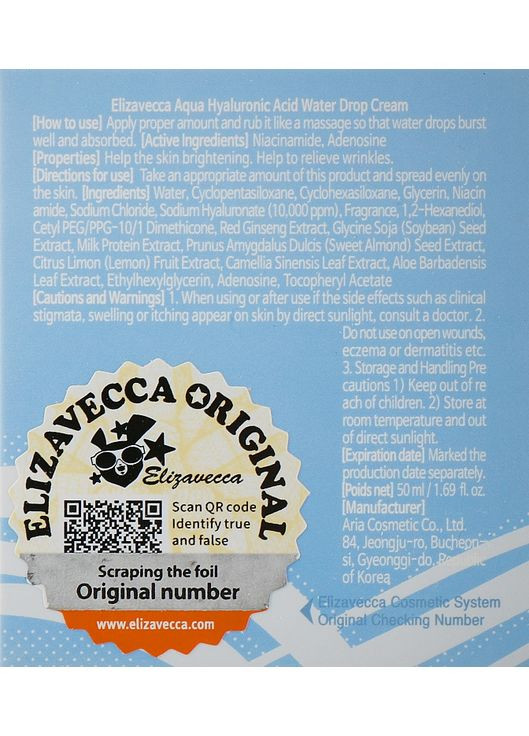 Elizavecca Aqua Hyaluronic Acid Water Drop Cream
[How to use] Apply proper amount and rub it like a massage so that water drops burst
well and absorbed. [Active Ingredients] Niacinamide, Adenosine
[Properties] Help the skin brightening. Help to relieve wrinkles.
[Directions for use] Take an appropriate amount of this product and spread evenly on
the skin. [Ingredients] Water, Cyclopentasiloxane, Cyclohexasiloxane, Glycerin, Niacin
amide, Sodium Chloride, Sodium Hyaluronate (10,000 ppm), Fragrance, 1,2-Hexanediol,
Cetyl PEG/PPG-10/1 Dimethicone, Red Ginseng Extract, Glycine Soja (Soybean) Seed
Extract, Milk Protein Extract, Prunus Amygdalus Dulcis (Sweet Almond) Seed Extract,
Citrus Limon (Lemon) Fruit Extract, Camellia Sinensis Leaf Extract, Aloe Barbadensis
Leaf Extract, Ethylhexylglycerin, Adenosine, Tocopheryl Acetate
[Cautions and Warnings] 1. When using or after use if the side effects such as clinical
stigmata, swelling or itching appear on skin by direct sunlight, consult a doctor. 2.
Do not use on open wounds,
eczema or dermatitis etc.
3. Storage and Handling Pre
cautions 1) Keep out of re
ach of children. 2) Store at
room temperature and out
of direct sunlight.
[Expiration date] Marked the
production date separately.
[Poids net] 50 ml / 1.69 fl. oz.
[Manufacturer]
Aria Cosmetic Co., Ltd.
84, Jeongju-ro, Bucheon-
si, Gyeonggi-do, Republic
of Korea
Elizavecca Cosmetic System
Original Checking Number
ELIZAVECCA ORIGINAL
Elizavecca
Scan QR code
Identify true
and false
Scraping the foil
Original number
www.elizavecca.com